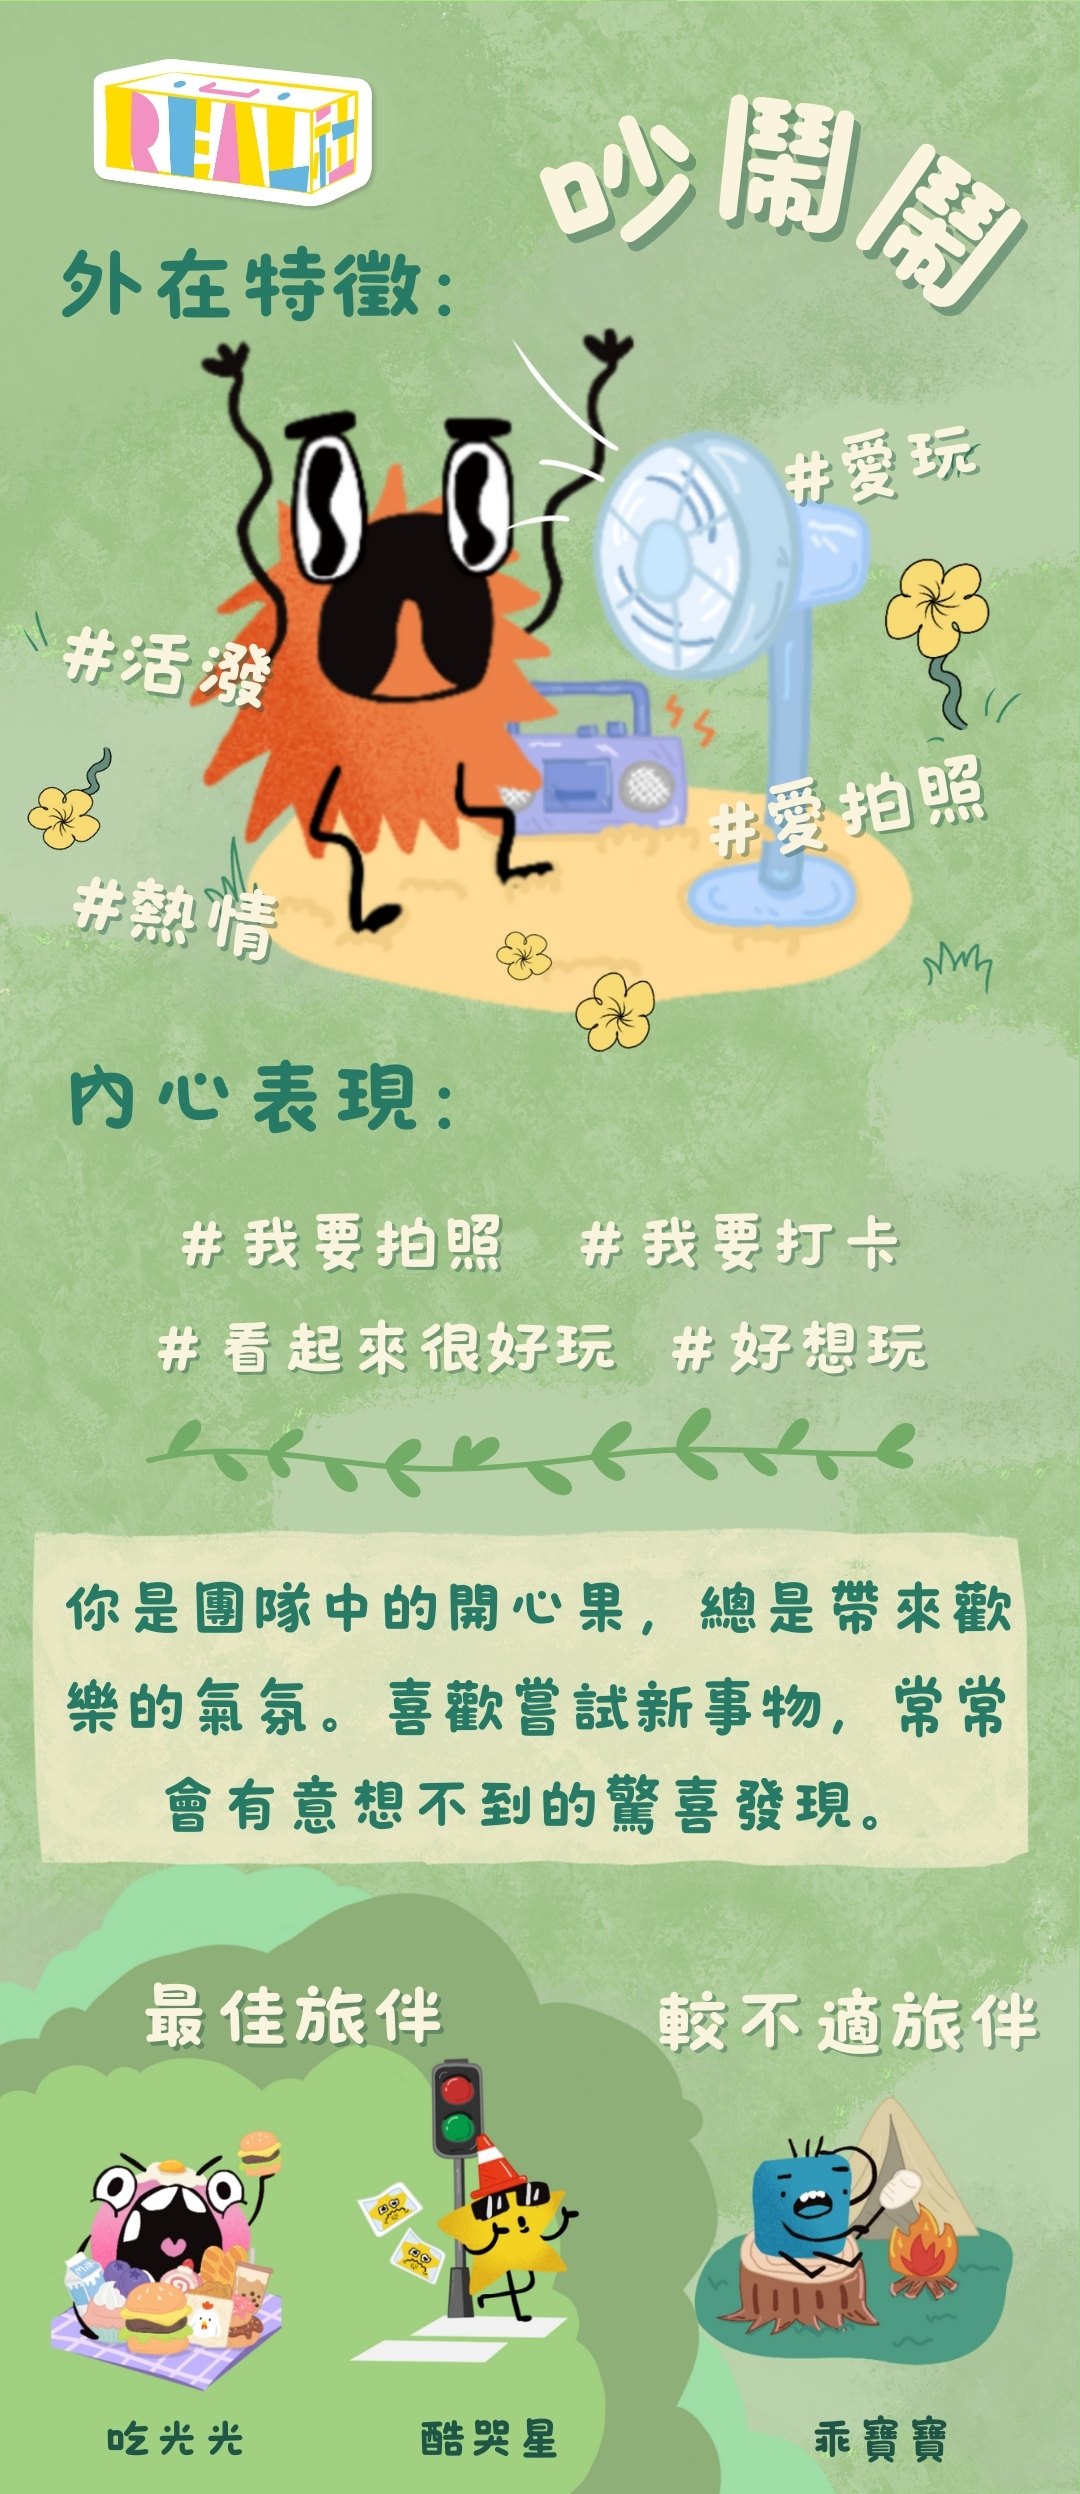 REAL社
吵鬧鬧
外在特徵:
#愛玩
#活潑
#愛拍照
#熱情
內心表現:
#我要拍照 #我要打卡
#看起來很好玩 #好想玩
你是團隊中的開心果，總是帶來歡
樂的氣氛。喜歡嘗試新事物，常常
會有意想不到的驚喜發現。
最佳旅伴 較不適旅伴
吃光光 酷哭星 乖寶寶